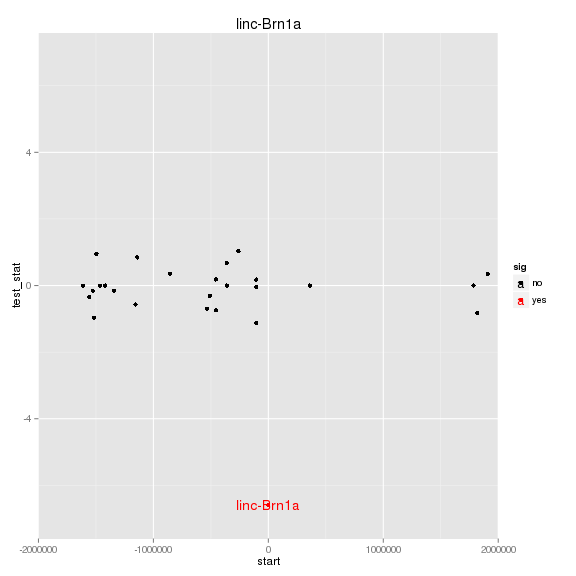 linc-Brn1a
4
0
-4
test_stat
linc-Brn1a
-2000000 -1000000 0 1000000 2000000
start
sig
a no
a yes